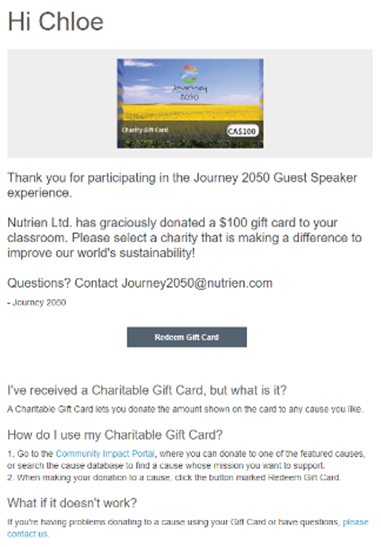 Hi Chloe
Journey
2050
Charity Gift Card
CA$100
Thank you for participating in the Journey 2050 Guest Speaker
experience.
Nutrien Ltd. has graciously donated a $100 gift card to your
classroom. Please select a charity that is making a difference to
improve our world's sustainability!
Questions? Contact Journey2050@nutrien.com
- Journey 2050
Redeem Gift Card
I've received a Charitable Gift Card, but what is it?
A Charitable Gift Card lets you donate the amount shown on the card to any cause you like.
How do I use my Charitable Gift Card?
1. Go to the Community Impact Portal, where you can donate to one of the featured causes,
or search the cause database to find a cause whose mission you want to support.
2. When making your donation to a cause, click the button marked Redeem Gift Card.
What if it doesn't work?
If you're having problems donating to a cause using your Gift Card or have questions, please
contact us.